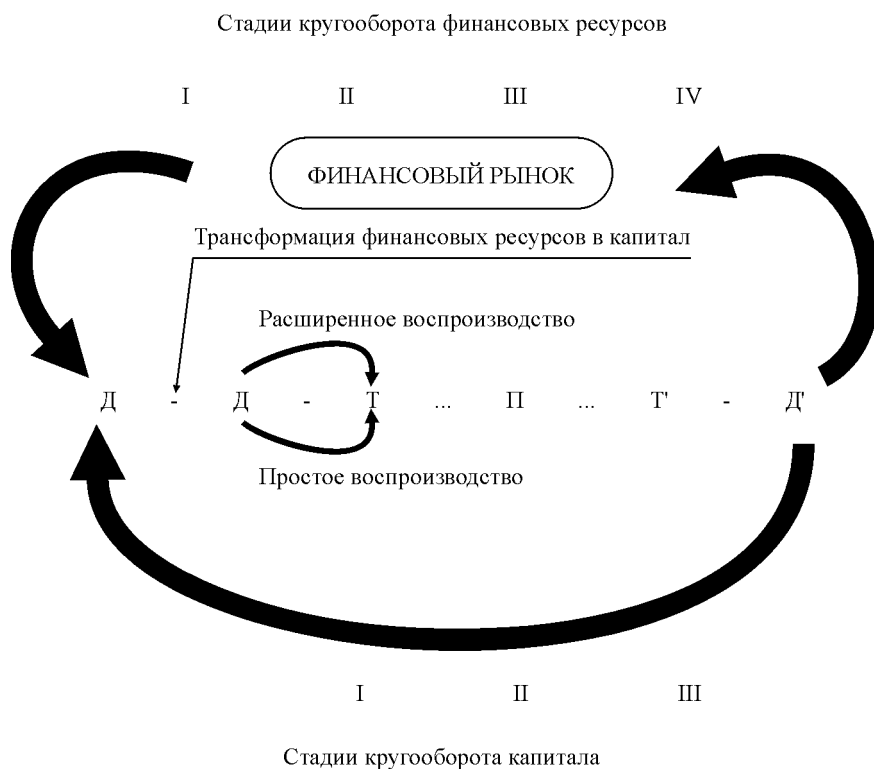 Стадии кругооборота финансовых ресурсов
I II III IV
ФИНАНСОВЫЙ РЫНОК
Трансформация финансовых ресурсов в капитал
Расширенное воспроизводство
Д - Д - Т ... П ... Т' - Д'
Простое воспроизводство
I II III
Стадии кругооборота капитала